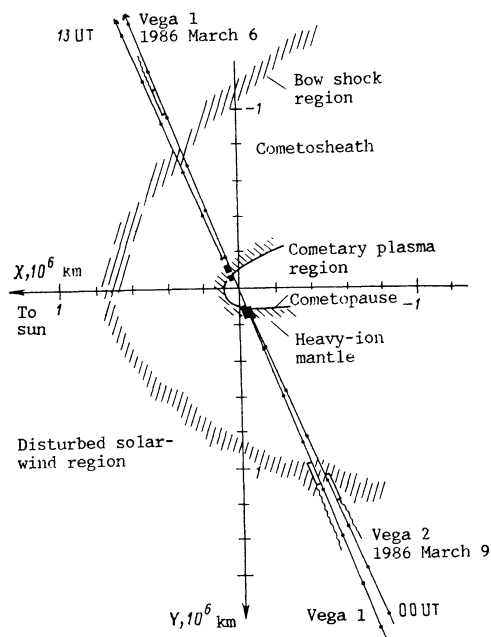 13 UT
Vega 1
1986 March 6
Bow shock
region
-1
Cometosheath
Cometary plasma
region
X, 10⁶ km
1
To
sun
Cometopause
-1
Heavy-ion
mantle
Disturbed solar-
wind region
1
Vega 2
1986 March 9
Y, 10⁶ km
Vega 1
00 UT